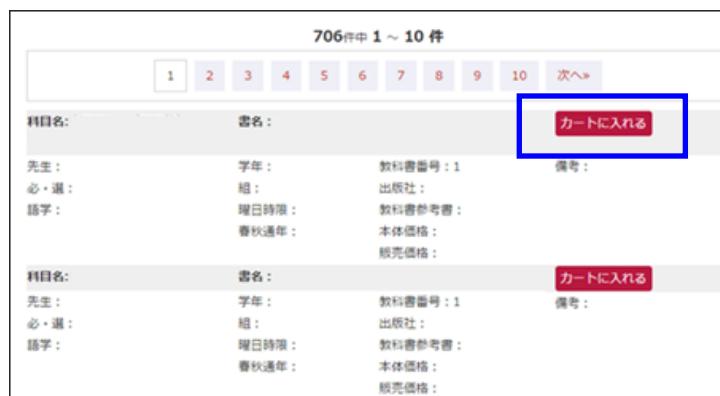 706件中 1 ～ 10 件
1 2 3 4 5 6 7 8 9 10 次へ»
科目名: 書名： カートに入れる
先生： 学年： 教科書番号：1 備考：
必・選： 組： 出版社：
語学： 曜日時限： 教科書参考書：
春秋通年： 本体価格：
販売価格：
科目名: 書名： カートに入れる
先生： 学年： 教科書番号：1 備考：
必・選： 組： 出版社：
語学： 曜日時限： 教科書参考書：
春秋通年： 本体価格：
販売価格：